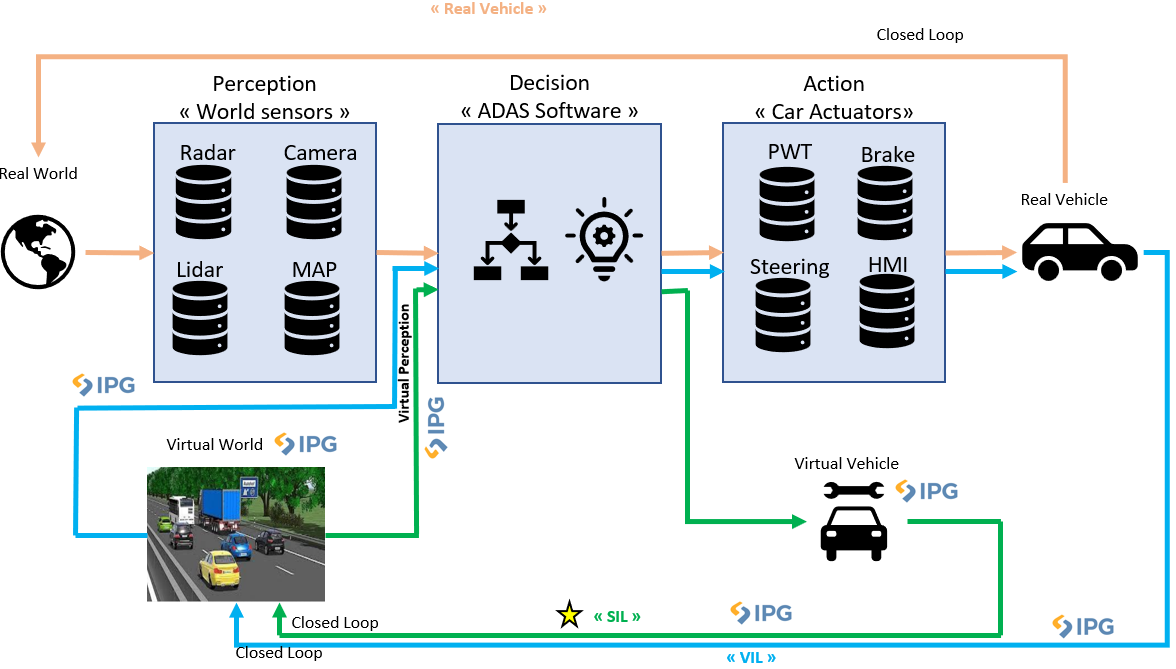 « Real Vehicle »
Closed Loop
Perception
« World sensors »
Decision
« ADAS Software »
Action
« Car Actuators»
Real World
Radar
Camera
Lidar
MAP
PWT
Brake
Steering
HMI
Real Vehicle
Virtual Perception
IPG
IPG
Virtual World
IPG
Virtual Vehicle
IPG
Closed Loop
« SIL »
IPG
IPG
Closed Loop
« VIL »